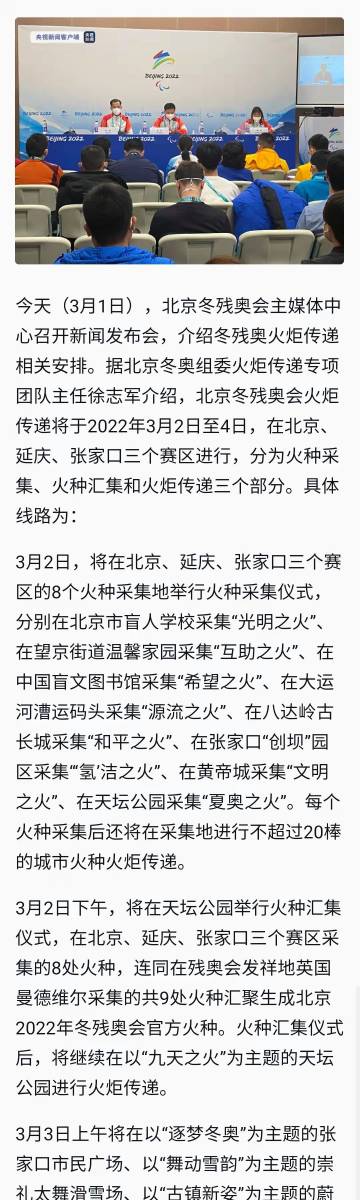 央视新闻客户端
BEIJING 2022
BEIJING 2022
BEIJING 2022
BEIJING 2022
今天（3月1日），北京冬残奥会主媒体中
心召开新闻发布会，介绍冬残奥火炬传递
相关安排。据北京冬奥组委火炬传递专项
团队主任徐志军介绍，北京冬残奥会火炬
传递将于2022年3月2日至4日，在北京、
延庆、张家口三个赛区进行，分为火种采
集、火种汇集和火炬传递三个部分。具体
线路为：
3月2日，将在北京、延庆、张家口三个赛
区的8个火种采集地举行火种采集仪式，
分别在北京市盲人学校采集“光明之火”、
在望京街道温馨家园采集“互助之火”、在
中国盲文图书馆采集“希望之火”、在大运
河漕运码头采集“源流之火”、在八达岭古
长城采集“和平之火”、在张家口“创坝”园
区采集“‘氢’洁之火”、在黄帝城采集“文明
之火”、在天坛公园采集“夏奥之火”。每个
火种采集后还将在采集地进行不超过20棒
的城市火种火炬传递。
3月2日下午，将在天坛公园举行火种汇集
仪式，在北京、延庆、张家口三个赛区采
集的8处火种，连同在残奥会发祥地英国
曼德维尔采集的共9处火种汇聚生成北京
2022年冬残奥会官方火种。火种汇集仪式
后，将继续在以“九天之火”为主题的天坛
公园进行火炬传递。
3月3日上午将在以“逐梦冬奥”为主题的张
家口市民广场、以“舞动雪韵”为主题的崇
礼太舞滑雪场、以“古镇新姿”为主题的蔚